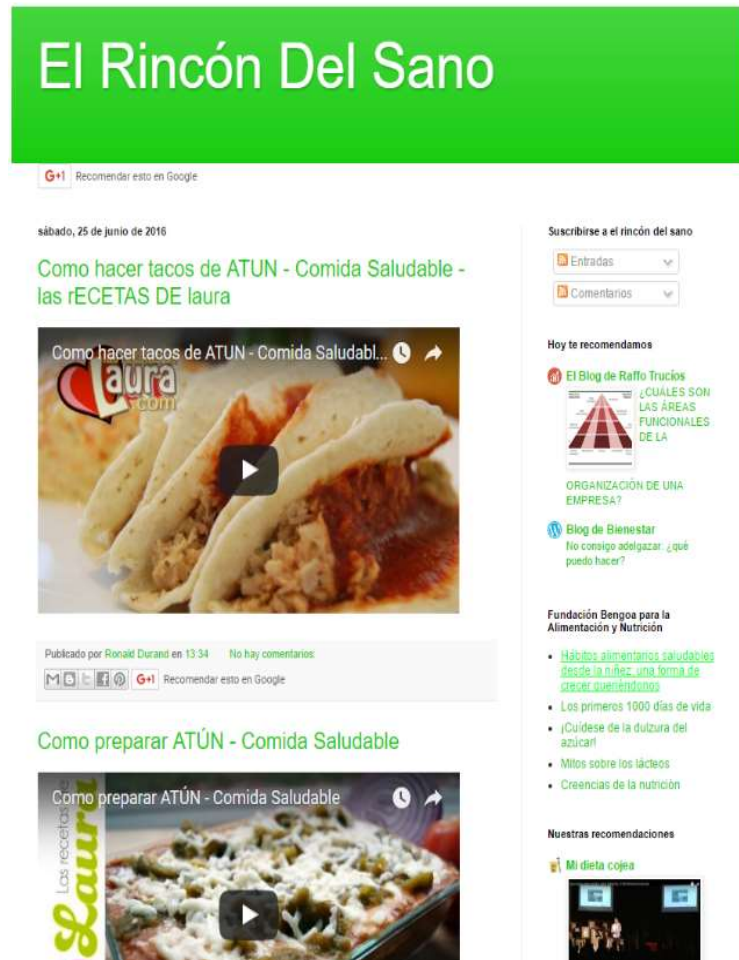 El Rincón Del Sano
G+1 Recomendar esto en Google
sábado, 25 de junio de 2016
Como hacer tacos de ATUN - Comida Saludable -
las rECETAS DE laura
Como hacer tacos de ATUN - Comida Saludabl...
Laura
.com
Publicado por Ronald Durand en 13:34 No hay comentarios:
G+1 Recomendar esto en Google
Como preparar ATÚN - Comida Saludable
Como preparar ATÚN - Comida Saludable
Las recetas de
Laura
Suscribirse a el rincón del sano
Entradas
Comentarios
Hoy te recomendamos
El Blog de Raffo Trucíos
¿CUÁLES SON
LAS ÁREAS
FUNCIONALES
DE LA
ORGANIZACIÓN DE UNA
EMPRESA?
Blog de Bienestar
No consigo adelgazar: ¿qué
puedo hacer?
Fundación Bengoa para la
Alimentación y Nutrición
Hábitos alimentarios saludables
desde la niñez: una forma de
crecer queriéndonos
Los primeros 1000 días de vida
¡Cuídese de la dulzura del
azúcar!
Mitos sobre los lácteos
Creencias de la nutrición
Nuestras recomendaciones
Mi dieta cojea